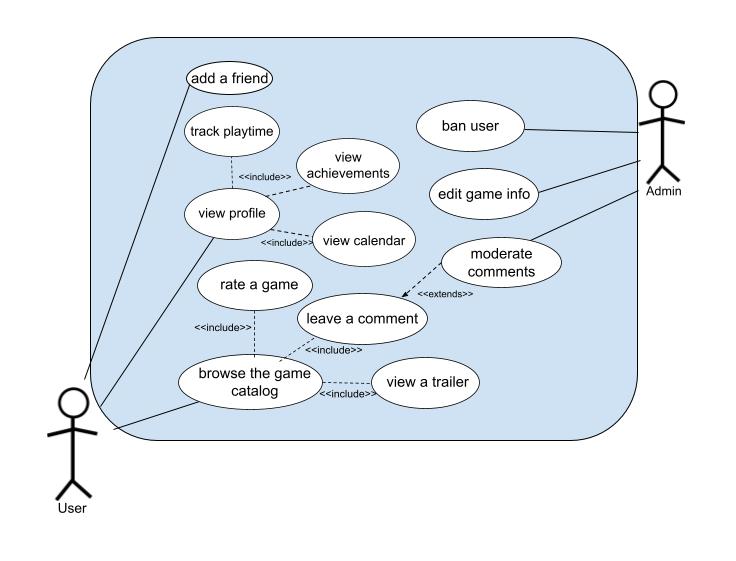 add a friend
track playtime
ban user
view
achievements
<<include>>
Admin
edit game info
view profile
<<include>>
view calendar
moderate
comments
rate a game
<<extends>>
leave a comment
<<include>>
<<include>>
browse the game
catalog
view a trailer
<<include>>
User